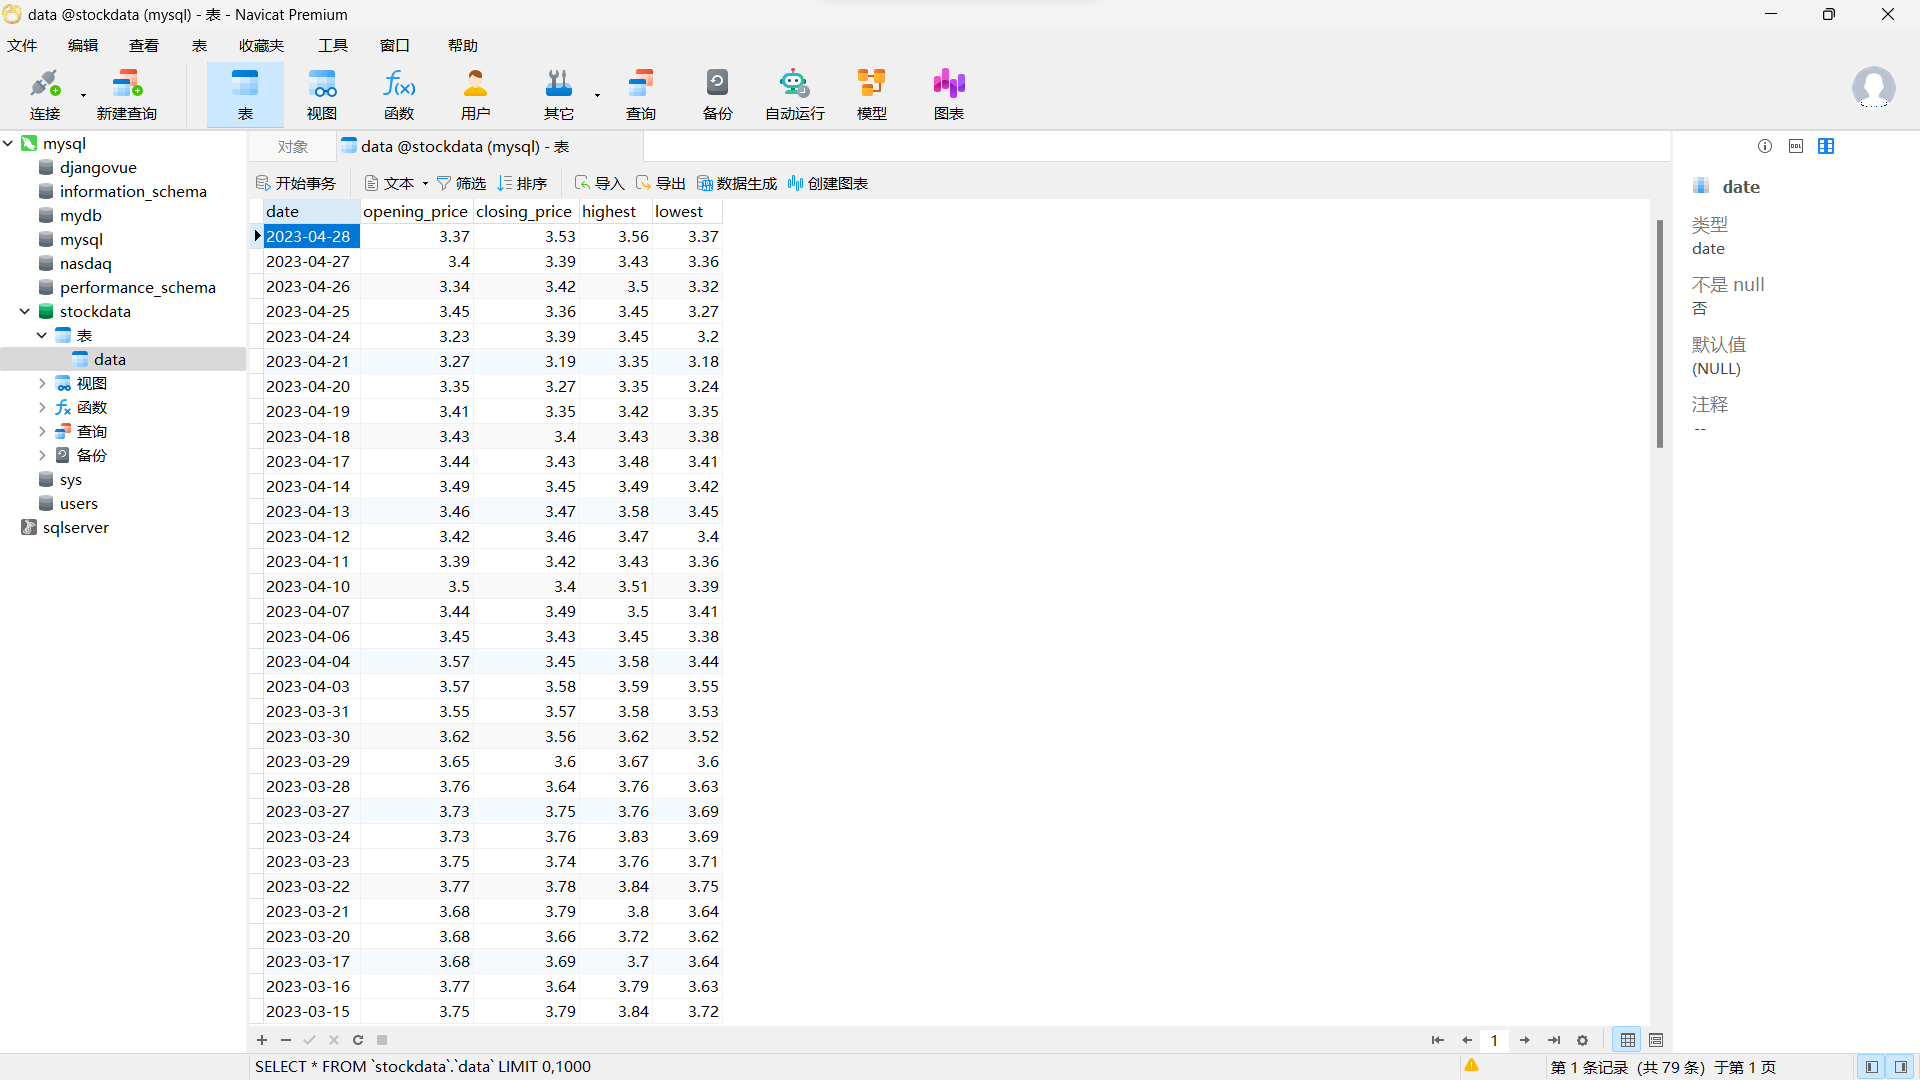 data @stockdata (mysql) - 表 - Navicat Premium
文件 编辑 查看 表 收藏夹 工具 窗口 帮助
连接 新建查询 表 视图 函数 用户 其它 查询 备份 自动运行 模型 图表
mysql
djangovue
information_schema
mydb
mysql
nasdaq
performance_schema
stockdata
表
data
视图
函数
查询
备份
sys
users
sqlserver
对象 data @stockdata (mysql) - 表
开始事务 文本 筛选 排序 导入 导出 数据生成 创建图表
date opening_price closing_price highest lowest
2023-04-28 3.37 3.53 3.56 3.37
2023-04-27 3.4 3.39 3.43 3.36
2023-04-26 3.34 3.42 3.5 3.32
2023-04-25 3.45 3.36 3.45 3.27
2023-04-24 3.23 3.39 3.45 3.2
2023-04-21 3.27 3.19 3.35 3.18
2023-04-20 3.35 3.27 3.35 3.24
2023-04-19 3.41 3.35 3.42 3.35
2023-04-18 3.43 3.4 3.43 3.38
2023-04-17 3.44 3.43 3.48 3.41
2023-04-14 3.49 3.45 3.49 3.42
2023-04-13 3.46 3.47 3.58 3.45
2023-04-12 3.42 3.46 3.47 3.4
2023-04-11 3.39 3.42 3.43 3.36
2023-04-10 3.5 3.4 3.51 3.39
2023-04-07 3.44 3.49 3.5 3.41
2023-04-06 3.45 3.43 3.45 3.38
2023-04-04 3.57 3.45 3.58 3.44
2023-04-03 3.57 3.58 3.59 3.55
2023-03-31 3.55 3.57 3.58 3.53
2023-03-30 3.62 3.56 3.62 3.52
2023-03-29 3.65 3.6 3.67 3.6
2023-03-28 3.76 3.64 3.76 3.63
2023-03-27 3.73 3.75 3.76 3.69
2023-03-24 3.73 3.76 3.83 3.69
2023-03-23 3.75 3.74 3.76 3.71
2023-03-22 3.77 3.78 3.84 3.75
2023-03-21 3.68 3.79 3.8 3.64
2023-03-20 3.68 3.66 3.72 3.62
2023-03-17 3.68 3.69 3.7 3.64
2023-03-16 3.77 3.64 3.79 3.63
2023-03-15 3.75 3.79 3.84 3.72
DDL
date
类型
date
不是 null
否
默认值
(NULL)
注释
--
1
SELECT * FROM `stockdata`.`data` LIMIT 0,1000
第 1 条记录 (共 79 条) 于第 1 页